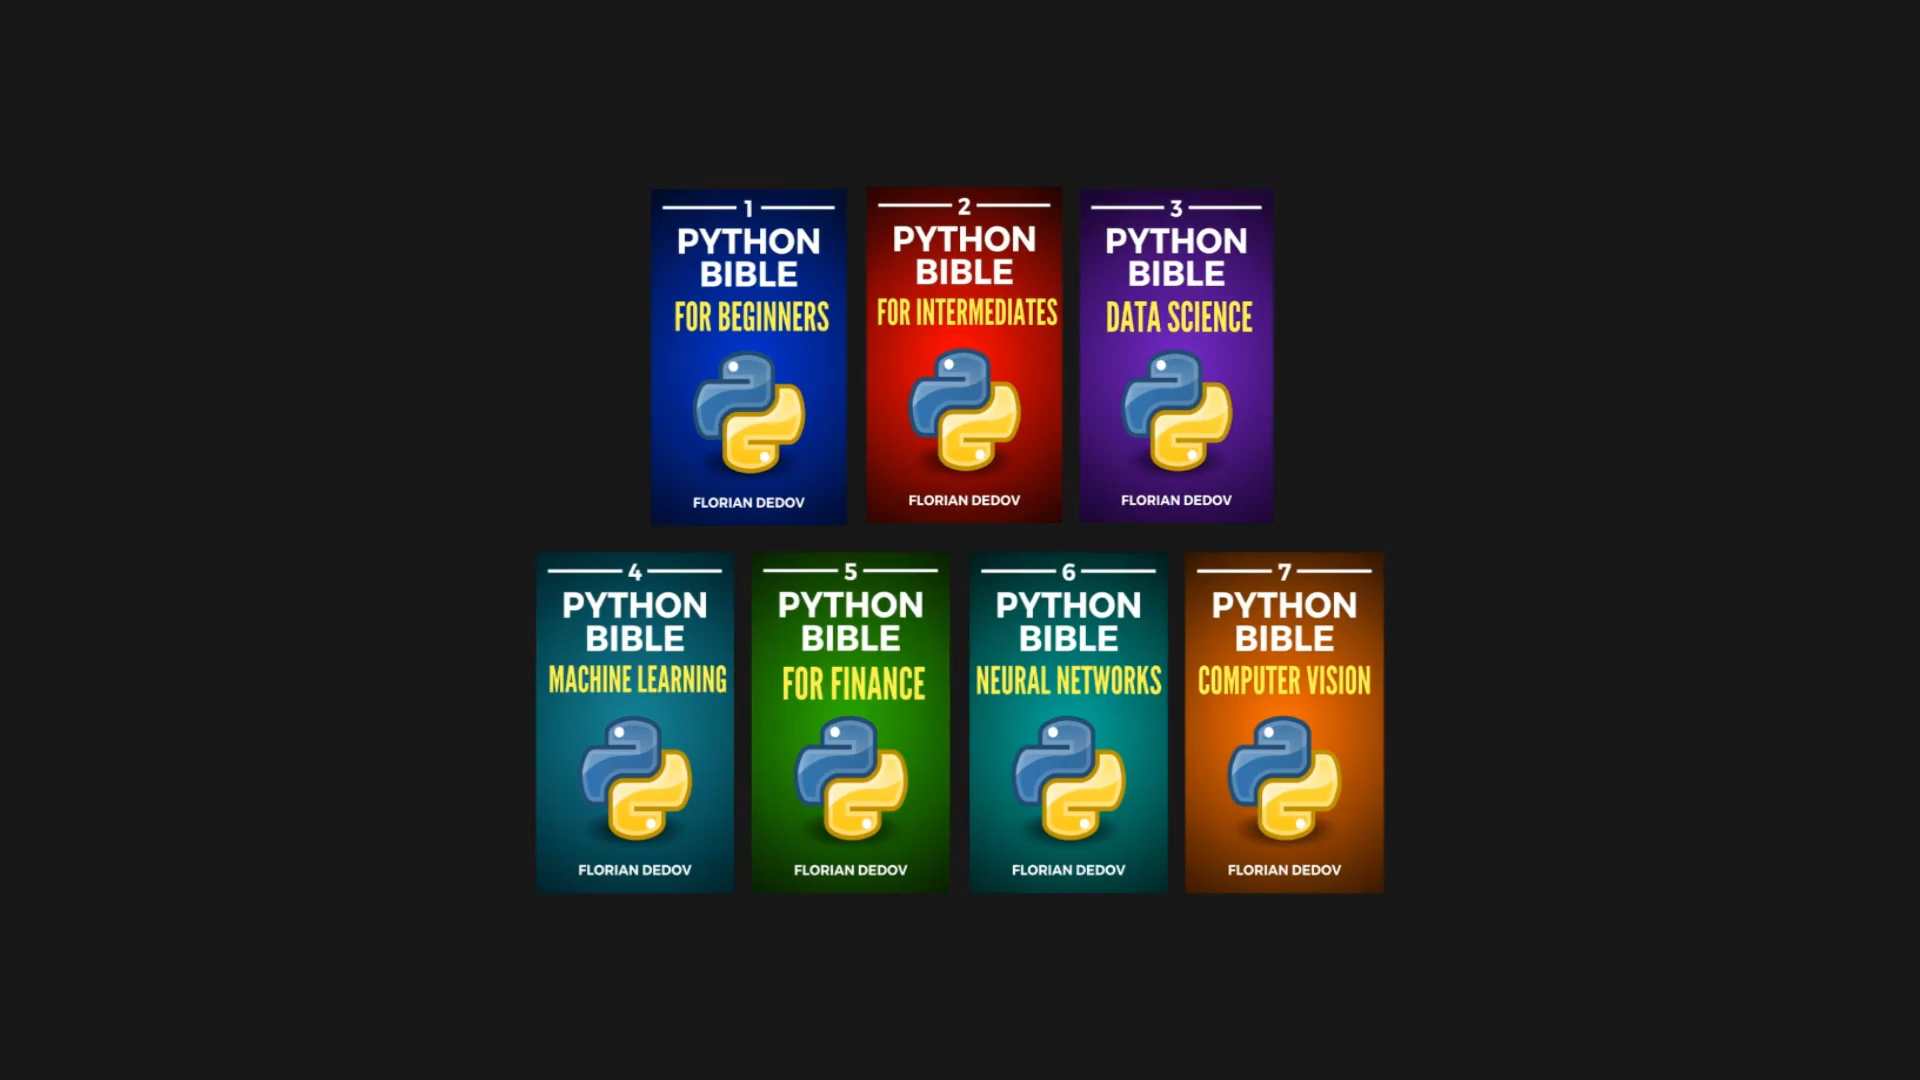 1
PYTHON
BIBLE
FOR BEGINNERS
FLORIAN DEDOV
2
PYTHON
BIBLE
FOR INTERMEDIATES
FLORIAN DEDOV
3
PYTHON
BIBLE
DATA SCIENCE
FLORIAN DEDOV
4
PYTHON
BIBLE
MACHINE LEARNING
FLORIAN DEDOV
5
PYTHON
BIBLE
FOR FINANCE
FLORIAN DEDOV
6
PYTHON
BIBLE
NEURAL NETWORKS
FLORIAN DEDOV
7
PYTHON
BIBLE
COMPUTER VISION
FLORIAN DEDOV